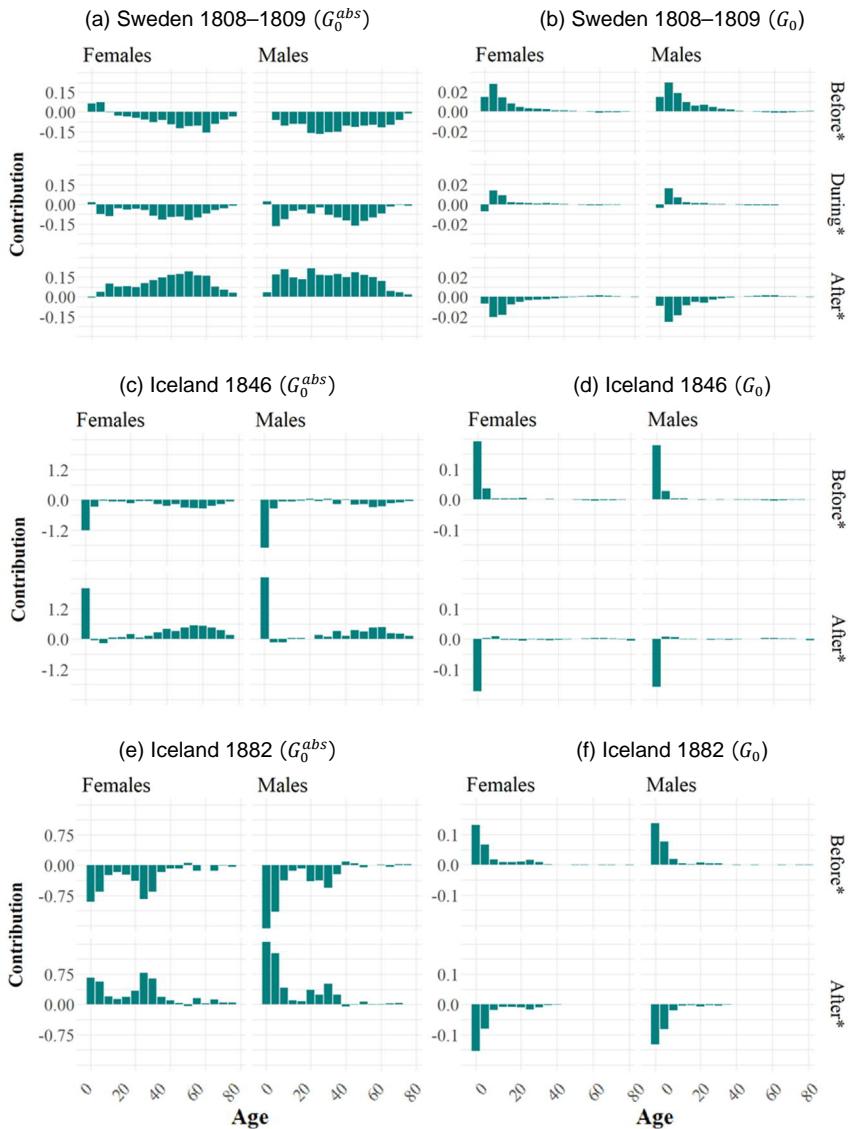 (a) Sweden 1808–1809 (G₀ᵃᵇˢ)
(b) Sweden 1808–1809 (G₀)
Females
Males
Females
Males
0.15
0.00
-0.15
0.02
0.00
-0.02
Before*
0.15
0.00
-0.15
0.02
0.00
-0.02
During*
0.15
0.00
-0.15
0.02
0.00
-0.02
After*
Contribution
(c) Iceland 1846 (G₀ᵃᵇˢ)
(d) Iceland 1846 (G₀)
Females
Males
Females
Males
1.2
0.0
-1.2
0.1
0.0
-0.1
Before*
1.2
0.0
-1.2
0.1
0.0
-0.1
After*
Contribution
(e) Iceland 1882 (G₀ᵃᵇˢ)
(f) Iceland 1882 (G₀)
Females
Males
Females
Males
0.75
0.00
-0.75
0.1
0.0
-0.1
Before*
0.75
0.00
-0.75
0.1
0.0
-0.1
After*
Contribution
0 20 40 60 80 0 20 40 60 80
0 20 40 60 80 0 20 40 60 80
Age
Age